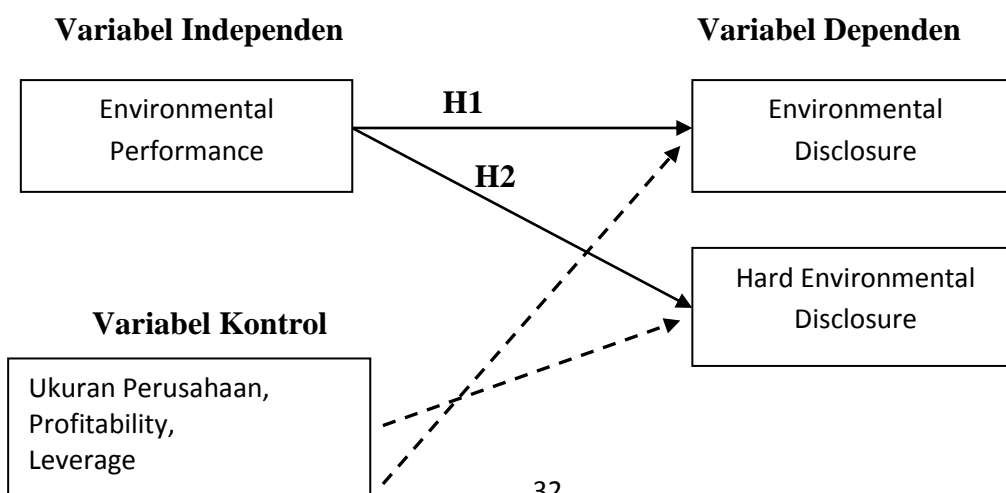 Variabel Independen
Variabel Dependen
Environmental
Performance
H1
Environmental
Disclosure
H2
Hard Environmental
Disclosure
Variabel Kontrol
Ukuran Perusahaan,
Profitability,
Leverage
32